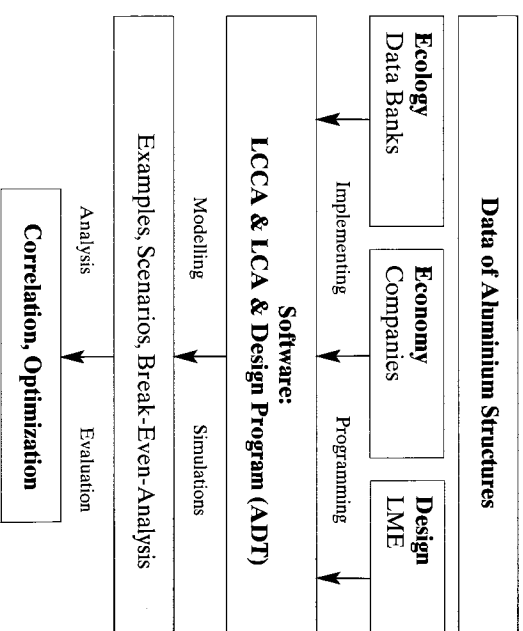 Data of Aluminium Structures
Ecology
Data Banks
Economy
Companies
Design
LME
Implementing
Programming
Software:
LCCA & LCA & Design Program (ADT)
Modelling
Simulations
Examples, Scenarios, Break-Even-Analysis
Analysis
Evaluation
Correlation, Optimization